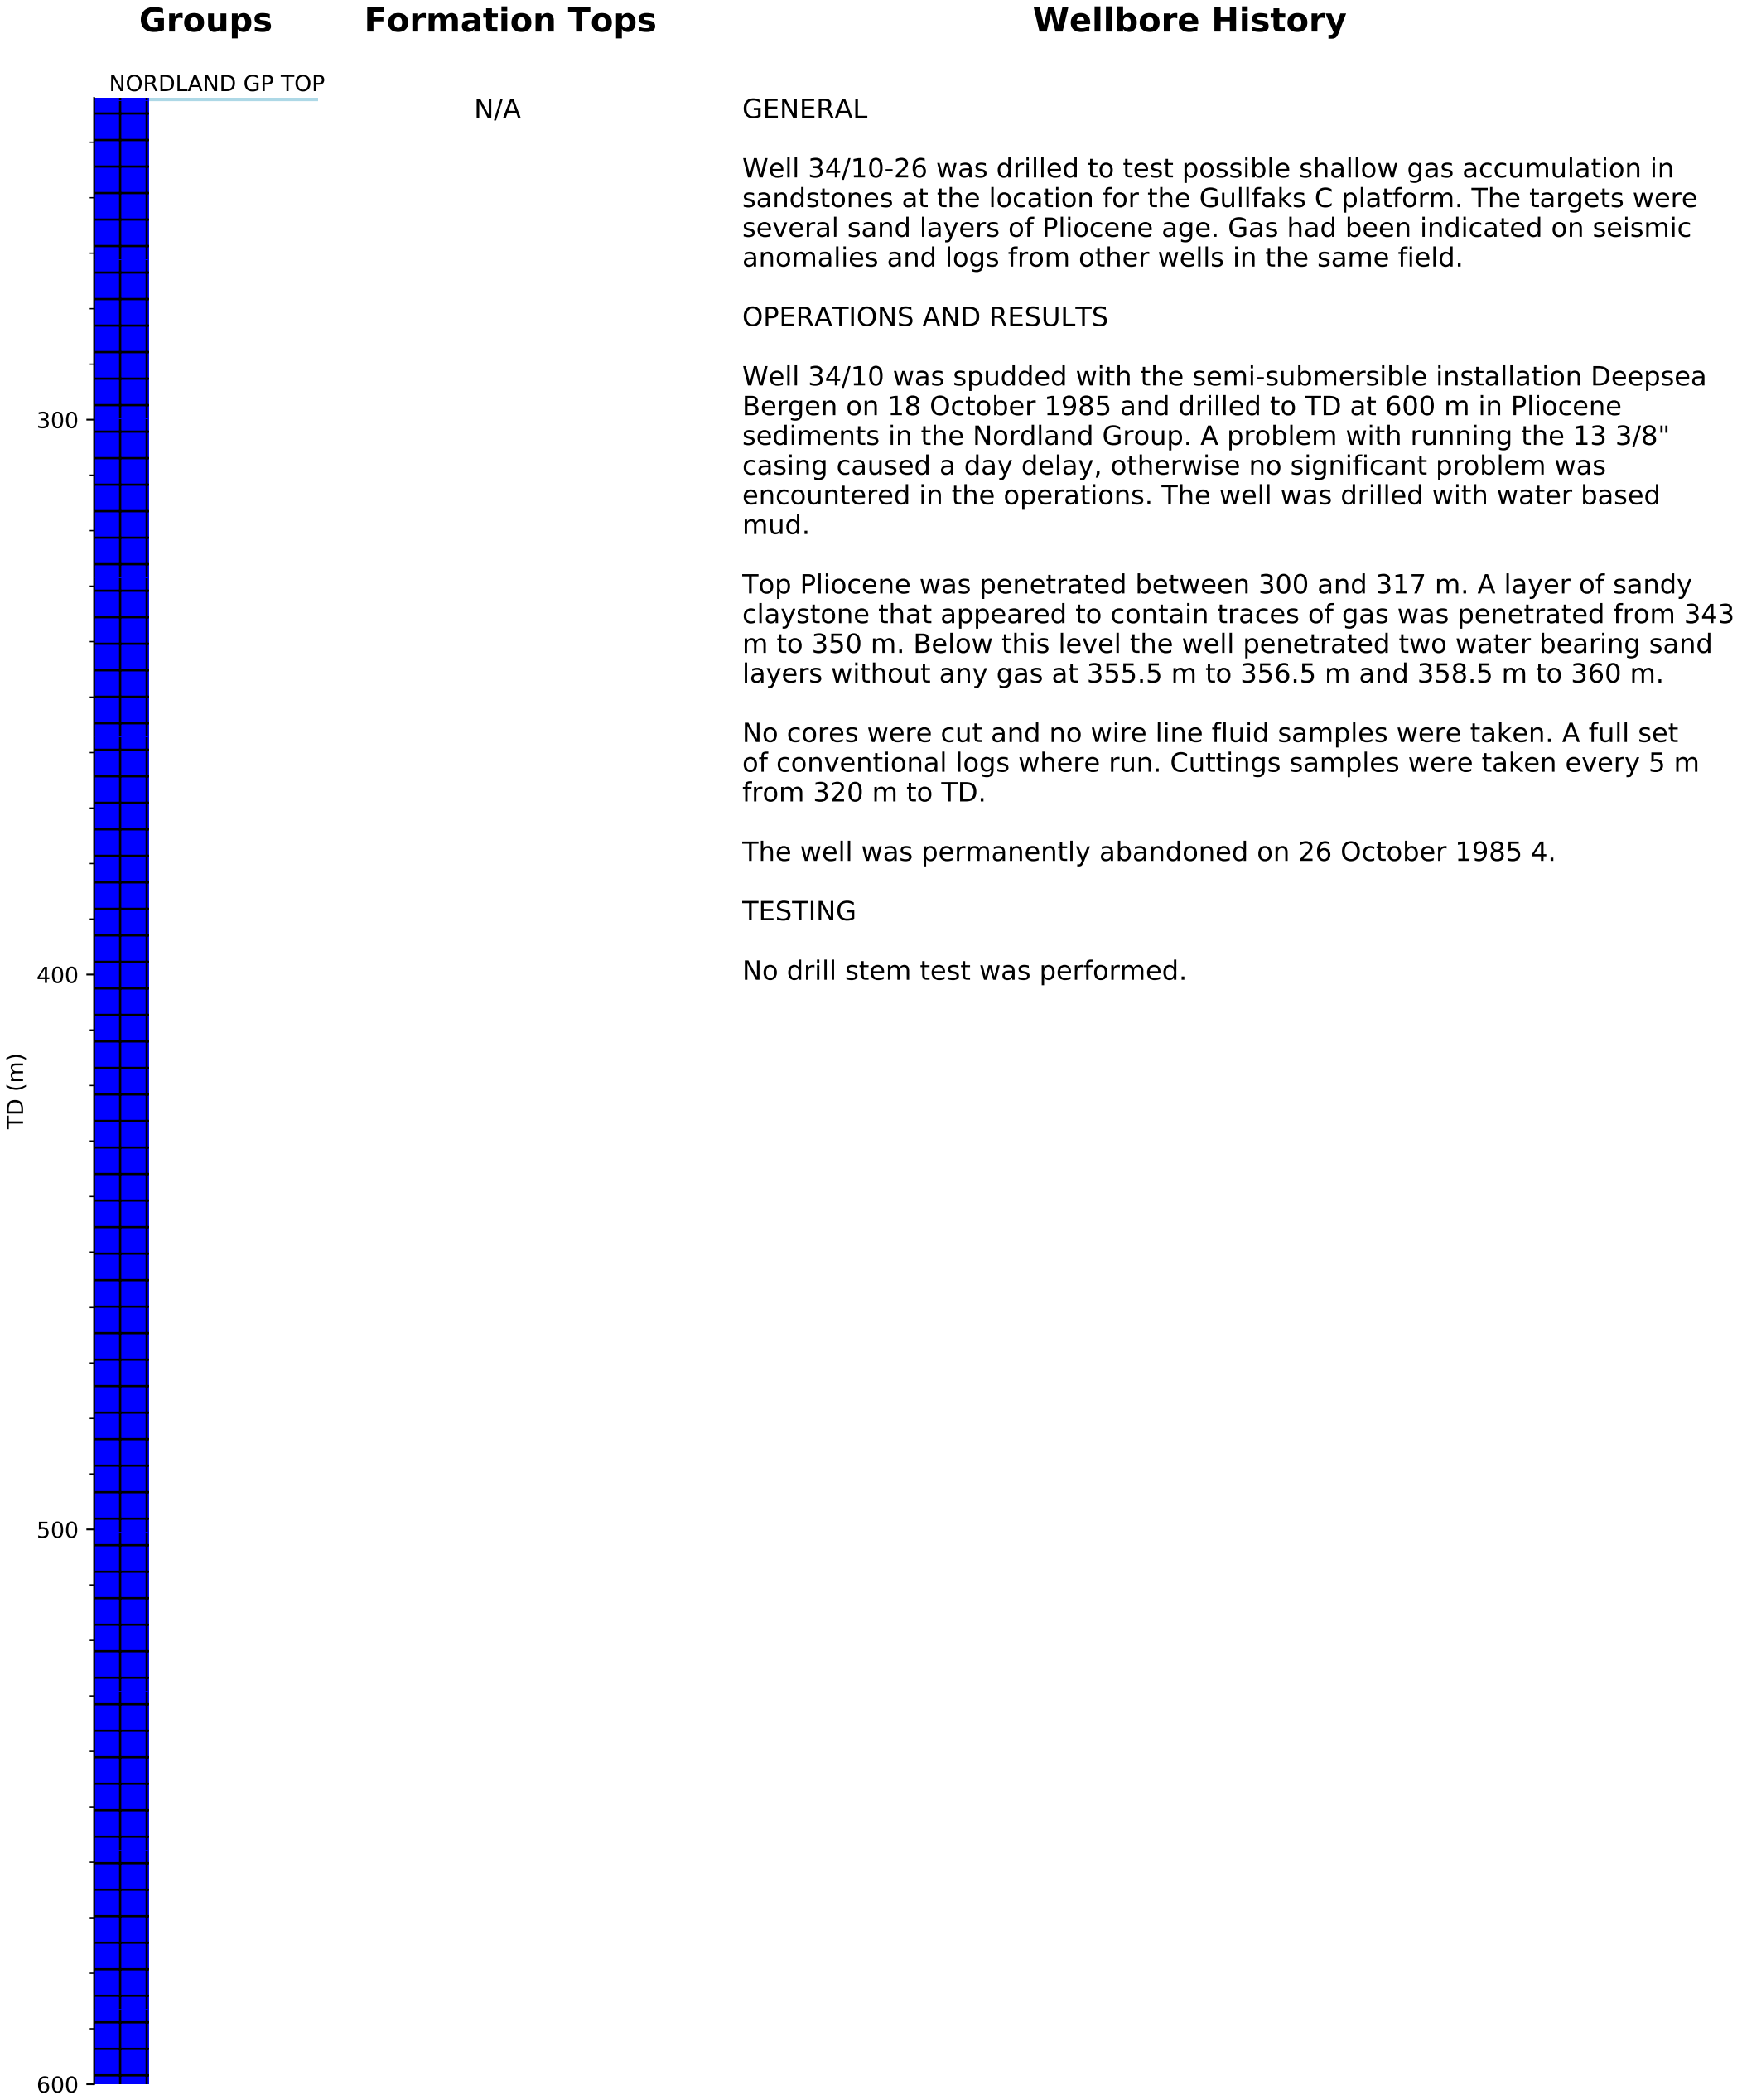 Groups
Formation Tops
Wellbore History
NORDLAND GP TOP
N/A
GENERAL
Well 34/10-26 was drilled to test possible shallow gas accumulation in
sandstones at the location for the Gullfaks C platform. The targets were
several sand layers of Pliocene age. Gas had been indicated on seismic
anomalies and logs from other wells in the same field.
OPERATIONS AND RESULTS
Well 34/10 was spudded with the semi-submersible installation Deepsea
Bergen on 18 October 1985 and drilled to TD at 600 m in Pliocene
sediments in the Nordland Group. A problem with running the 13 3/8"
casing caused a day delay, otherwise no significant problem was
encountered in the operations. The well was drilled with water based
mud.
Top Pliocene was penetrated between 300 and 317 m. A layer of sandy
claystone that appeared to contain traces of gas was penetrated from 343
m to 350 m. Below this level the well penetrated two water bearing sand
layers without any gas at 355.5 m to 356.5 m and 358.5 m to 360 m.
No cores were cut and no wire line fluid samples were taken. A full set
of conventional logs where run. Cuttings samples were taken every 5 m
from 320 m to TD.
The well was permanently abandoned on 26 October 1985 4.
TESTING
No drill stem test was performed.
300
400
500
600
TD (m)